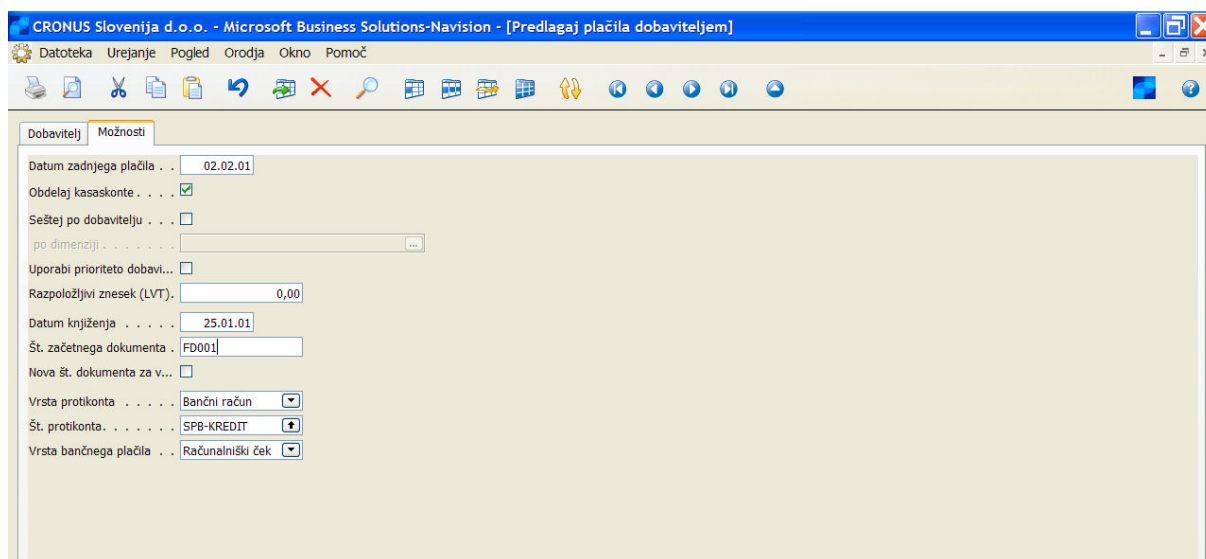 CRONUS Slovenija d.o.o. - Microsoft Business Solutions-Navision - [Predlagaj plačila dobaviteljem]
Datoteka Urejanje Pogled Orodja Okno Pomoč
Dobavitelj Možnosti
Datum zadnjega plačila . . 02.02.01
Obdelaj kasaskonte . . . .
Seštej po dobavitelju . . .
po dimenziji . . . . . . . ...
Uporabi prioriteto dobavi...
Razpoložljivi znesek (LVT). 0,00
Datum knjiženja . . . . . 25.01.01
Št. začetnega dokumenta . FD001
Nova št. dokumenta za v...
Vrsta protikonta . . . . . Bančni račun
Št. protikonta. . . . . . . SPB-KREDIT
Vrsta bančnega plačila . . Računalniški ček